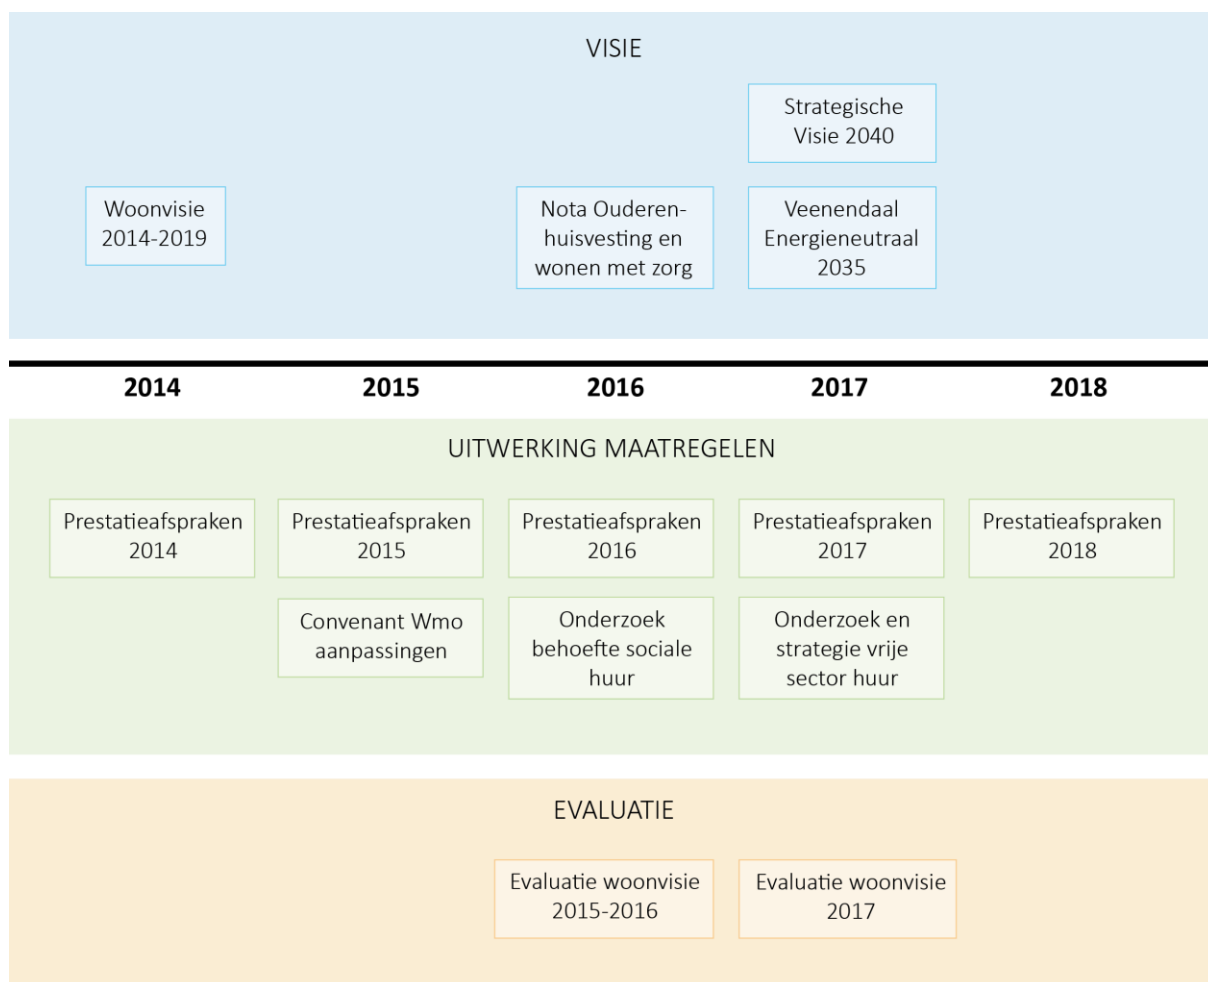 VISIE
Strategische
Visie 2040
Woonvisie
2014-2019
Nota Ouderen-
huisvesting en
wonen met zorg
Veenendaal
Energieneutraal
2035
2014
2015
2016
2017
2018
UITWERKING MAATREGELEN
Prestatieafspraken
2014
Prestatieafspraken
2015
Prestatieafspraken
2016
Prestatieafspraken
2017
Prestatieafspraken
2018
Convenant Wmo
aanpassingen
Onderzoek
behoefte sociale
huur
Onderzoek en
strategie vrije
sector huur
EVALUATIE
Evaluatie woonvisie
2015-2016
Evaluatie woonvisie
2017